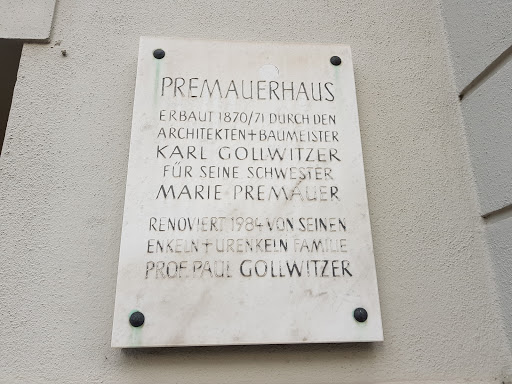 PREMAUERHAUS
ERBAUT 1870/71 DURCH DEN
ARCHITEKTEN+BAUMEISTER
KARL GOLLWITZER
FÜR SEINE SCHWESTER
MARIE PREMAUER
RENOVIERT 1984 VON SEINEN
ENKELN+URENKELN FAMILIE
PROF. PAUL GOLLWITZER